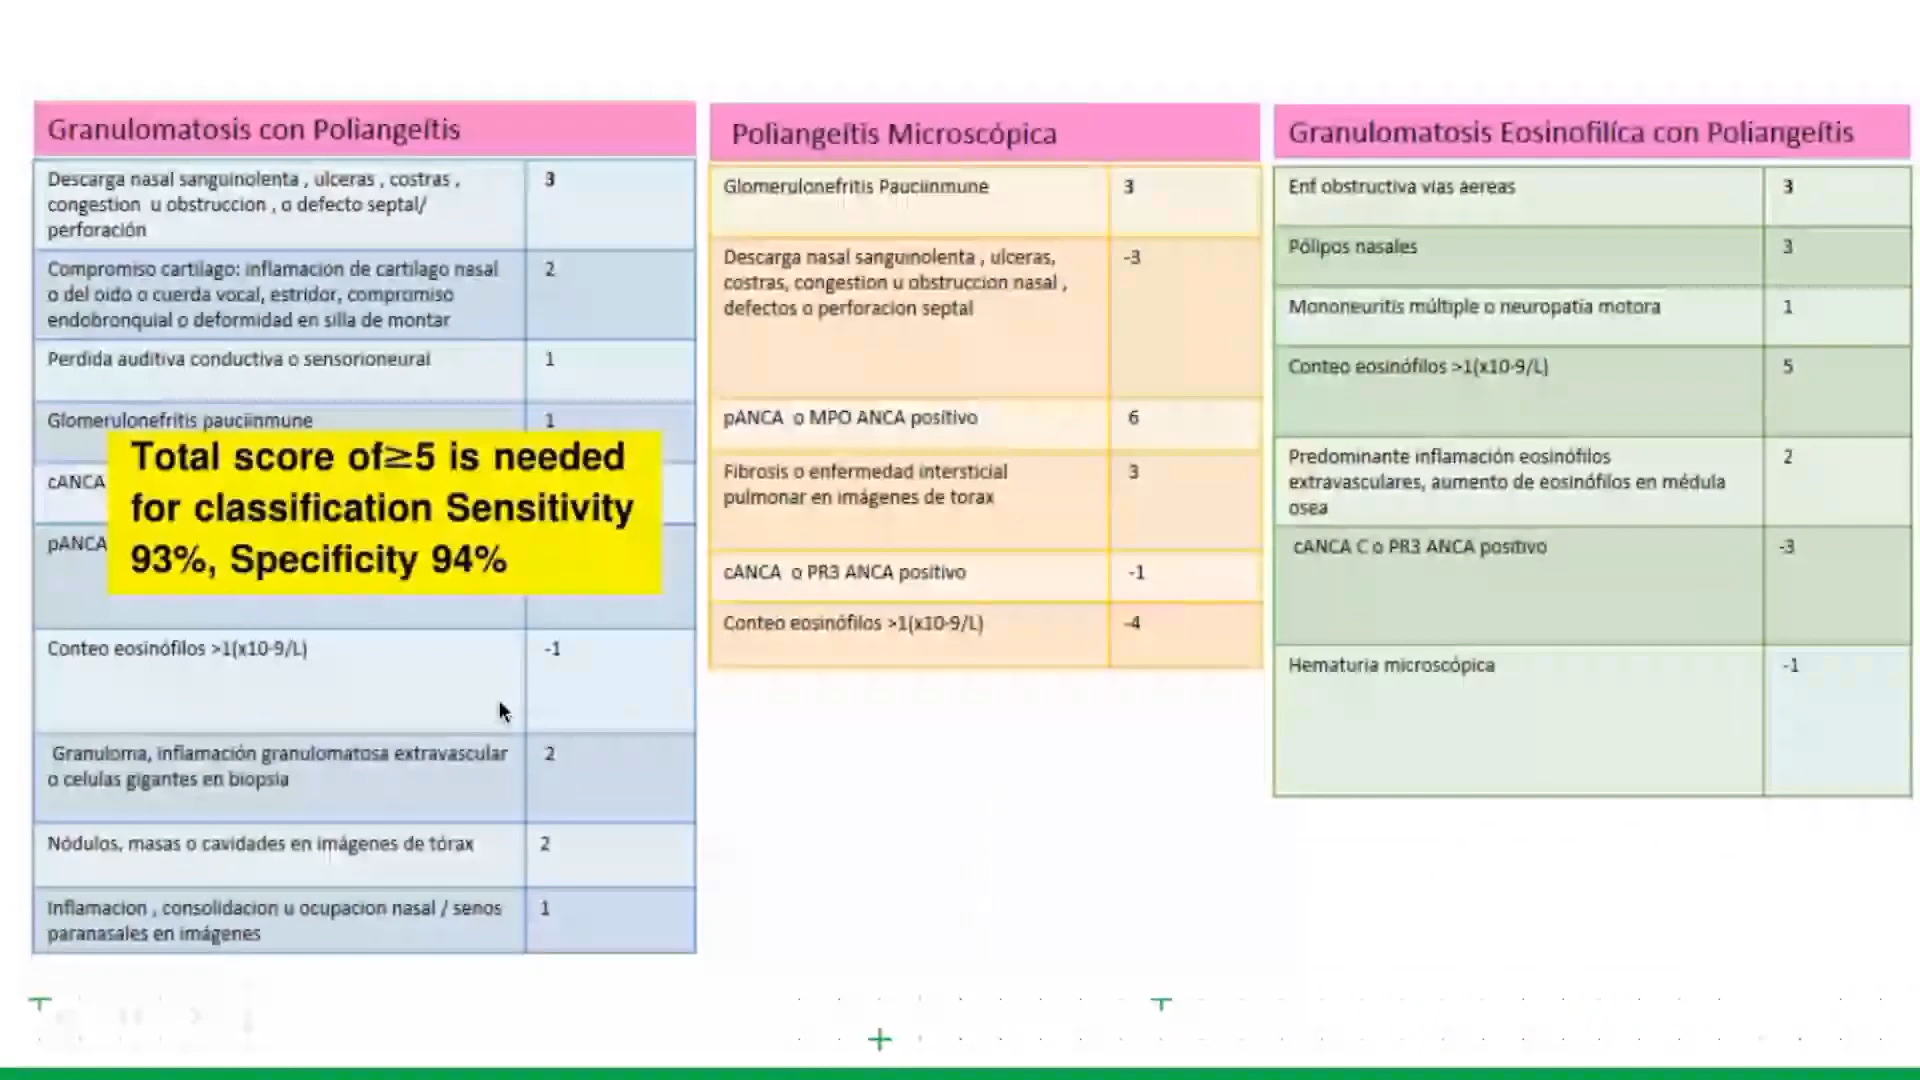 Granulomatosis con Poliangeítis
Descarga nasal sanguinolenta , ulceras , costras , 3
congestion u obstruccion , o defecto septal/
perforación
Compromiso cartilago: inflamacion de cartilago nasal 2
o del oido o cuerda vocal, estridor, compromiso
endobronquial o deformidad en silla de montar
Perdida auditiva conductiva o sensorioneural 1
Glomerulonefritis pauciinmune 1
cANCA
pANCA
Total score of≥5 is needed
for classification Sensitivity
93%, Specificity 94%
Conteo eosinófilos >1(x10-9/L) -1
Granuloma, inflamación granulomatosa extravascular 2
o celulas gigantes en biopsia
Nódulos, masas o cavidades en imágenes de tórax 2
Inflamacion , consolidacion u ocupacion nasal / senos 1
paranasales en imágenes
Poliangeítis Microscópica
Glomerulonefritis Pauciinmune 3
Descarga nasal sanguinolenta , ulceras, -3
costras, congestion u obstruccion nasal ,
defectos o perforacion septal
pANCA o MPO ANCA positivo 6
Fibrosis o enfermedad intersticial 3
pulmonar en imágenes de torax
cANCA o PR3 ANCA positivo -1
Conteo eosinófilos >1(x10-9/L) -4
Granulomatosis Eosinofilíca con Poliangeítis
Enf obstructiva vias aereas 3
Pólipos nasales 3
Mononeuritis múltiple o neuropatía motora 1
Conteo eosinófilos >1(x10-9/L) 5
Predominante inflamación eosinófilos 2
extravasculares, aumento de eosinófilos en médula
osea
cANCA C o PR3 ANCA positivo -3
Hematuria microscópica -1